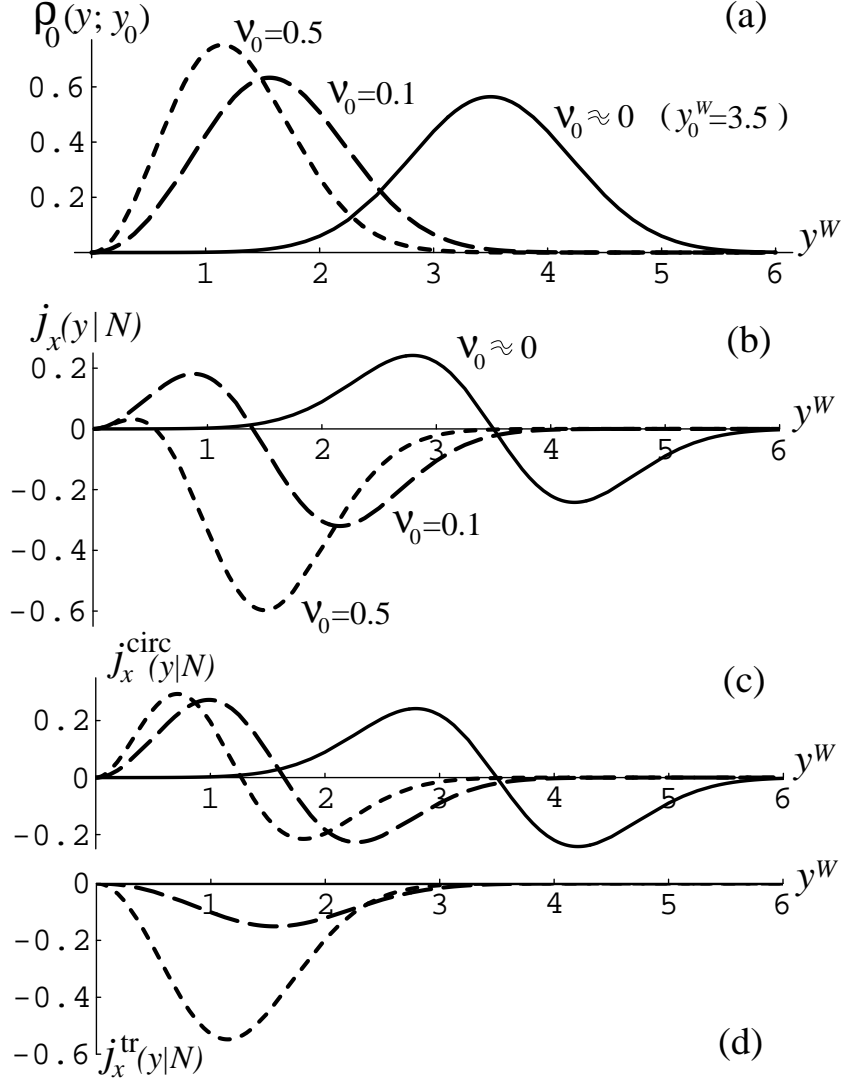 ρ₀(y; y₀) (a)
ν₀=0.5
0.6
ν₀=0.1
ν₀≈0 (y₀ᵂ=3.5)
0.4
0.2
1 2 3 4 5 6 yᵂ
jₓ(y|N)
ν₀≈0 (b)
0.2
0 yᵂ
1 2 3 4 5 6
-0.2
ν₀=0.1
-0.4
-0.6 ν₀=0.5
jₓᶜⁱʳᶜ(y|N) (c)
0.2
0 yᵂ
1 2 3 4 5 6
-0.2
0 yᵂ
1 2 3 4 5 6
-0.2
-0.4
-0.6 jₓᵗʳ(y|N) (d)